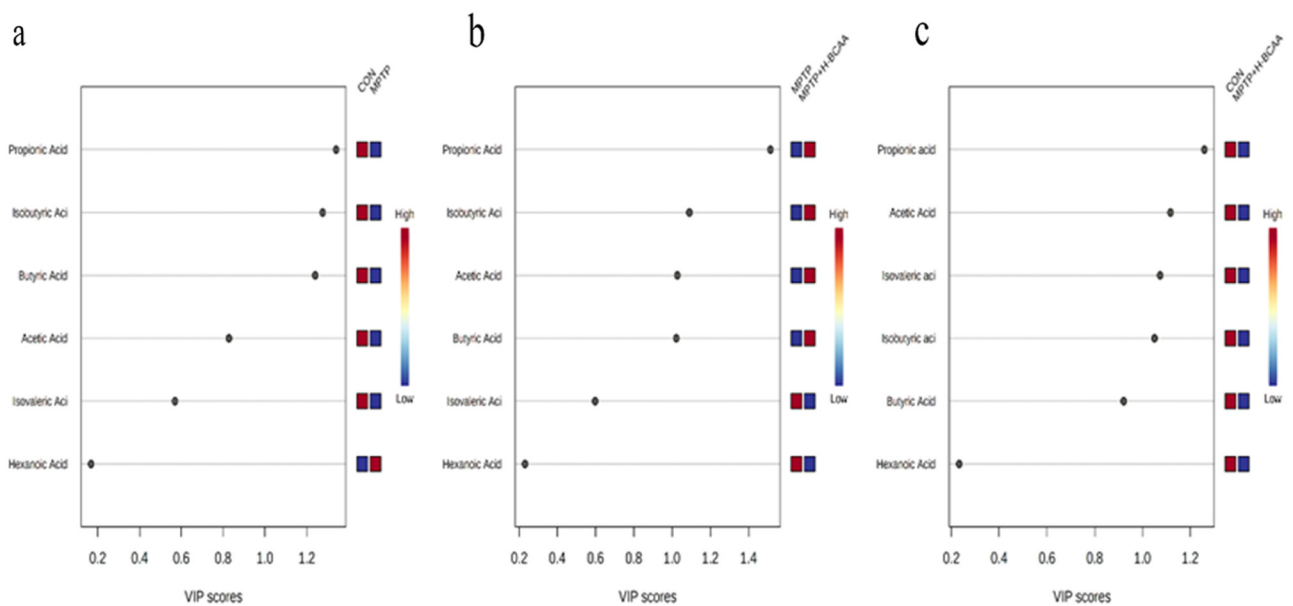 a
CON
MPTP
Propionic Acid
Isobutyric Aci
Butyric Acid
Acetic Acid
Isovaleric Aci
Hexanoic Acid
High
Low
0.2 0.4 0.6 0.8 1.0 1.2
VIP scores
b
MPTP
MPTP+H-BCAA
Propionic Acid
Isobutyric Aci
Acetic Acid
Butyric Acid
Isovaleric Aci
Hexanoic Acid
High
Low
0.2 0.4 0.6 0.8 1.0 1.2 1.4
VIP scores
c
CON
MPTP+H-BCAA
Propionic acid
Acetic Acid
Isovaleric aci
Isobutyric aci
Butyric Acid
Hexanoic Acid
High
Low
0.2 0.4 0.6 0.8 1.0 1.2
VIP scores